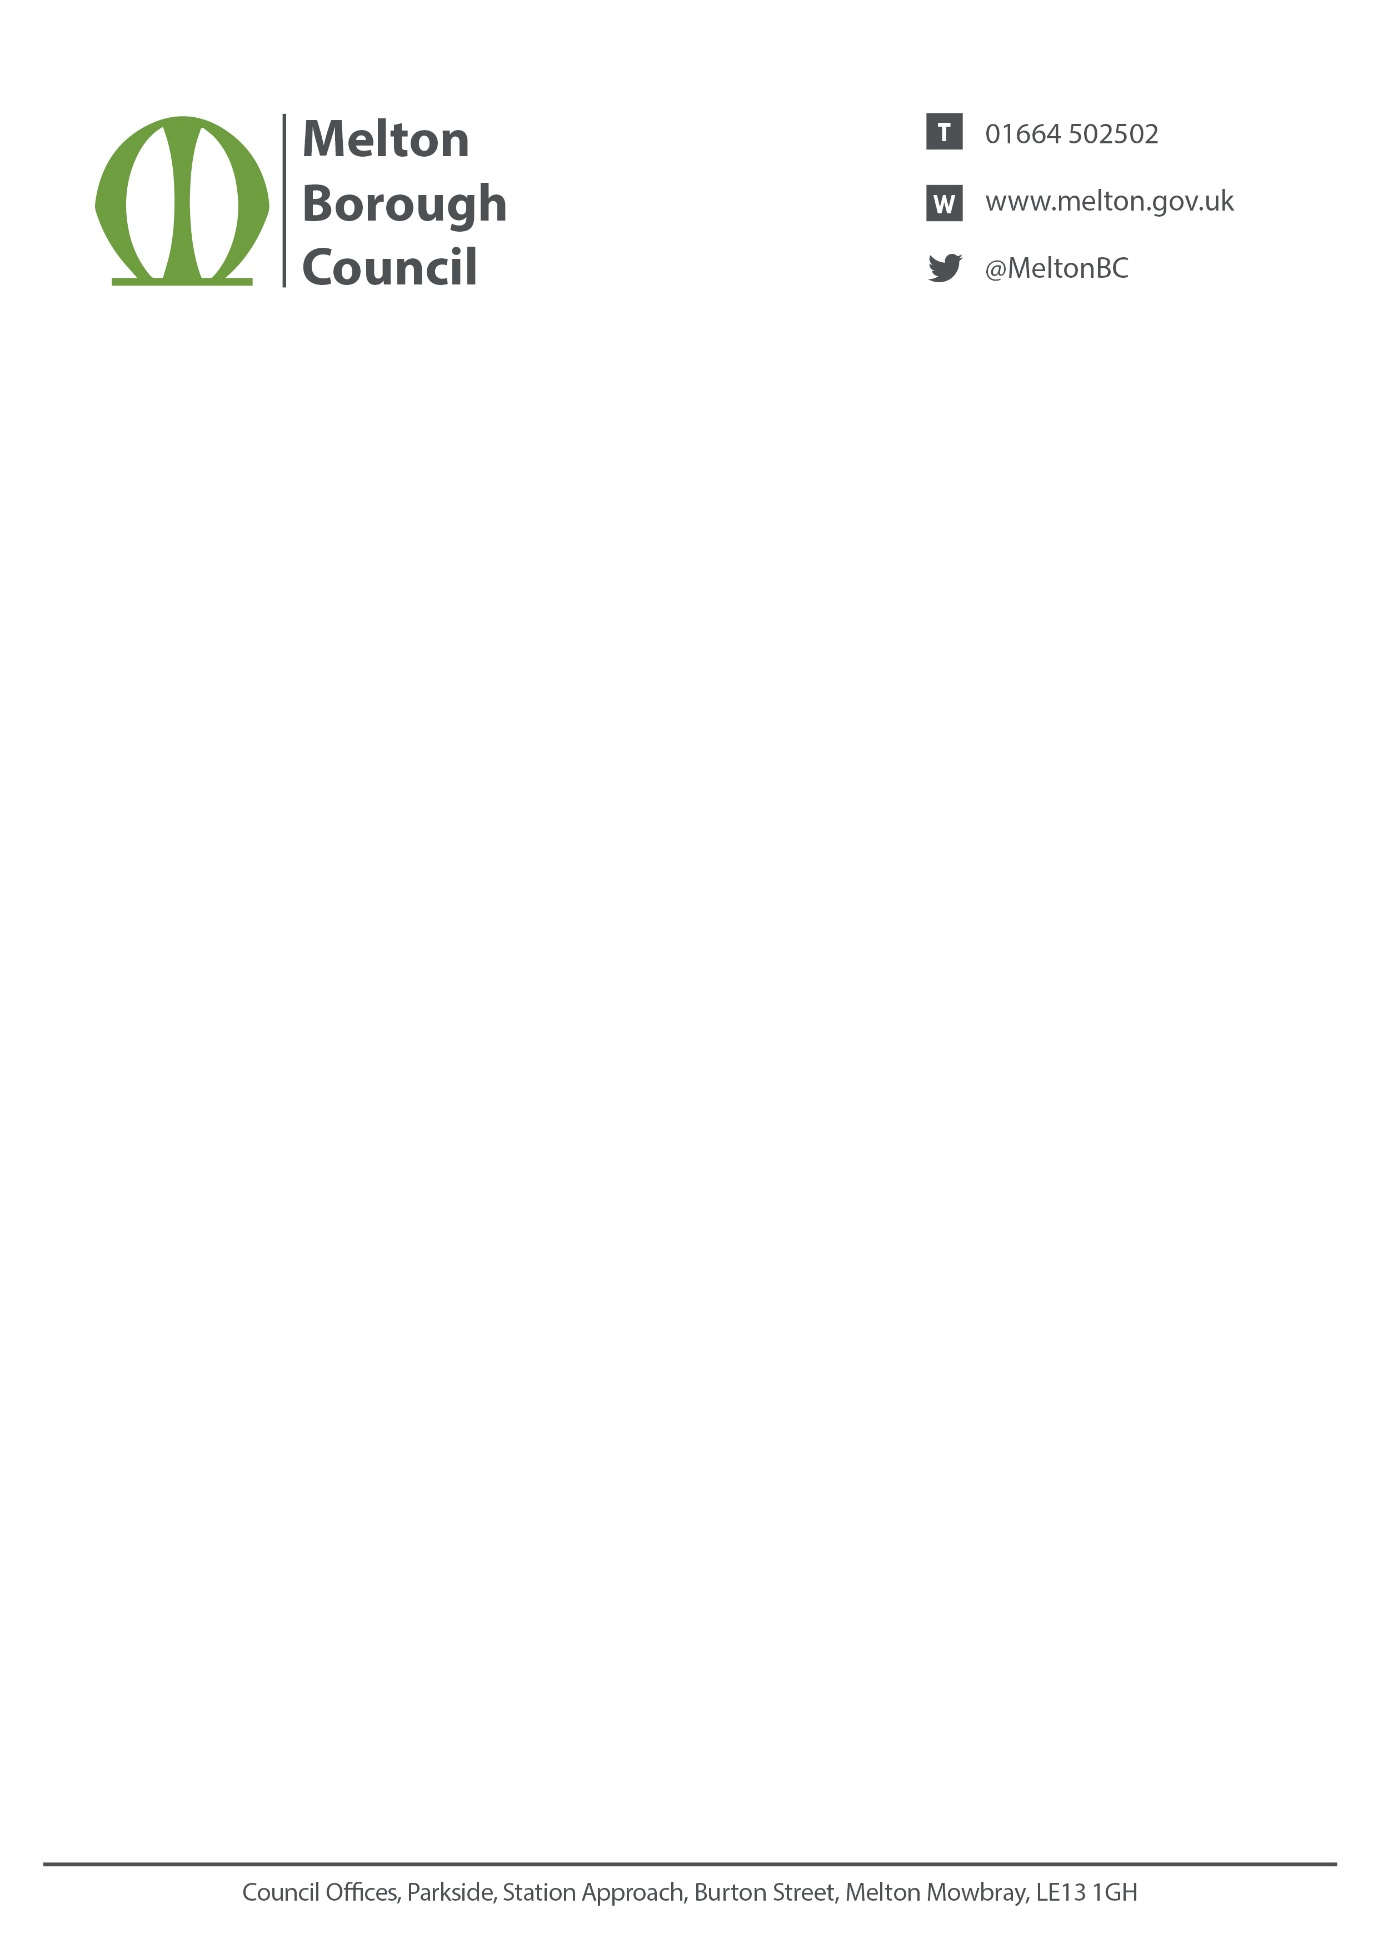 Melton
Borough
Council
T 01664 502502
W www.melton.gov.uk
@MeltonBC
Council Offices, Parkside, Station Approach, Burton Street, Melton Mowbray, LE13 1GH